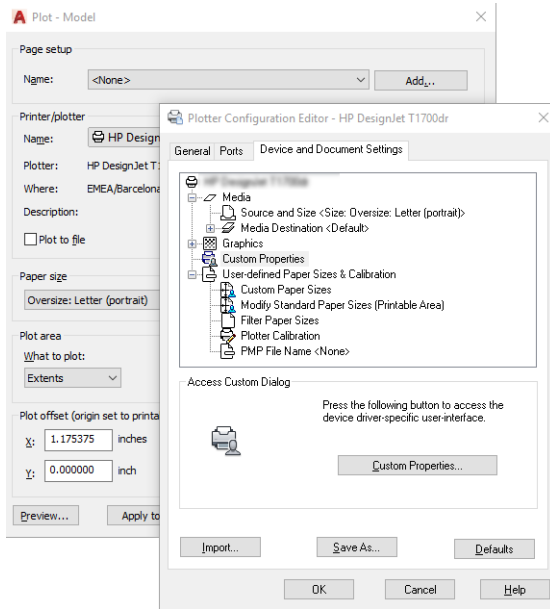 Plot - Model
Page setup
Name:
<None>
Add...
Printer/plotter
Name:
HP Design
Plotter:
HP DesignJet T1
Where:
EMEA/Barcelona
Description:
Plot to file
Paper size
Oversize: Letter (portrait)
Plot area
What to plot:
Extents
Plot offset (origin set to printa
X:
1.175375
inches
Y:
0.000000
inch
Preview...
Apply to
Plotter Configuration Editor - HP DesignJet T1700dr
General
Ports
Device and Document Settings
Media
Source and Size <Size: Oversize: Letter (portrait)>
Media Destination <Default>
Graphics
Custom Properties
User-defined Paper Sizes & Calibration
Custom Paper Sizes
Modify Standard Paper Sizes (Printable Area)
Filter Paper Sizes
Plotter Calibration
PMP File Name <None>
Access Custom Dialog
Press the following button to access the
device driver-specific user-interface.
Custom Properties...
Import...
Save As...
Defaults
OK
Cancel
Help